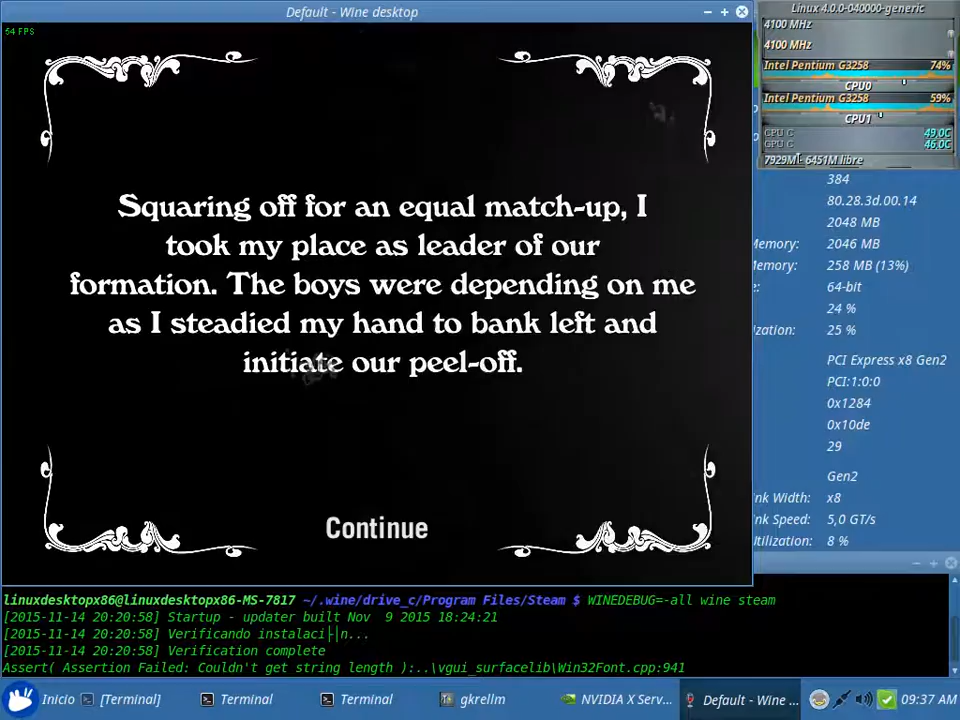 Default - Wine desktop
54 FPS
Squaring off for an equal match-up, I
took my place as leader of our
formation. The boys were depending on me
as I steadied my hand to bank left and
initiate our peel-off.
Continue
Linux 4.0.0-040000-generic
4100 MHz
4100 MHz
Intel Pentium G3258 74%
CPU0
Intel Pentium G3258 59%
CPU1
CPU C 49.0C
GPU C 46.0C
7929M 6451M libre
384
80.28.3d.00.14
2048 MB
Memory: 2046 MB
Memory: 258 MB (13%)
e: 64-bit
24 %
ization: 25 %
PCI Express x8 Gen2
PCI:1:0:0
0x1284
0x10de
29
Gen2
nk Width: x8
nk Speed: 5,0 GT/s
Utilization: 8 %
linuxdesktopx86@linuxdesktopx86-MS-7817 ~/.wine/drive_c/Program Files/Steam $ WINEDEBUG=-all wine steam
[2015-11-14 20:20:58] Startup - updater built Nov  9 2015 18:24:21
[2015-11-14 20:20:58] Verificando instalaci├│n...
[2015-11-14 20:20:58] Verification complete
Assert( Assertion Failed: Couldn't get string length ):..\vgui_surfacelib\Win32Font.cpp:941
Inicio [Terminal] Terminal Terminal gkrellm NVIDIA X Serv... Default - Wine ... 09:37 AM